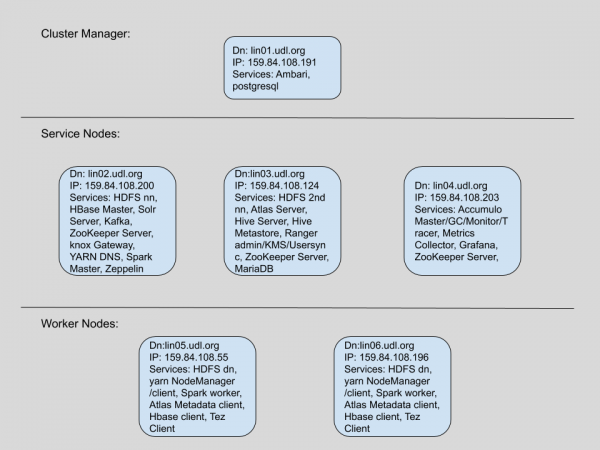 Cluster Manager:
Dn: lin01.udl.org
IP: 159.84.108.191
Services: Ambari,
postgresql
Service Nodes:
Dn: lin02.udl.org
IP: 159.84.108.200
Services: HDFS nn,
HBase Master, Solr
Server, Kafka,
ZooKeeper Server,
knox Gateway,
YARN DNS, Spark
Master, Zeppelin
Dn:lin03.udl.org
IP: 159.84.108.124
Services: HDFS 2nd
nn, Atlas Server,
Hive Server, Hive
Metastore, Ranger
admin/KMS/Usersyn
c, ZooKeeper Server,
MariaDB
Dn: lin04.udl.org
IP: 159.84.108.203
Services: Accumulo
Master/GC/Monitor/T
racer, Metrics
Collector, Grafana,
ZooKeeper Server,
Worker Nodes:
Dn:lin05.udl.org
IP: 159.84.108.55
Services: HDFS dn,
yarn NodeManager
/client, Spark worker,
Atlas Metadata client,
Hbase client, Tez
Client
Dn:lin06.udl.org
IP: 159.84.108.196
Services: HDFS dn,
yarn NodeManager
/client, Spark worker,
Atlas Metadata client,
Hbase client, Tez
Client